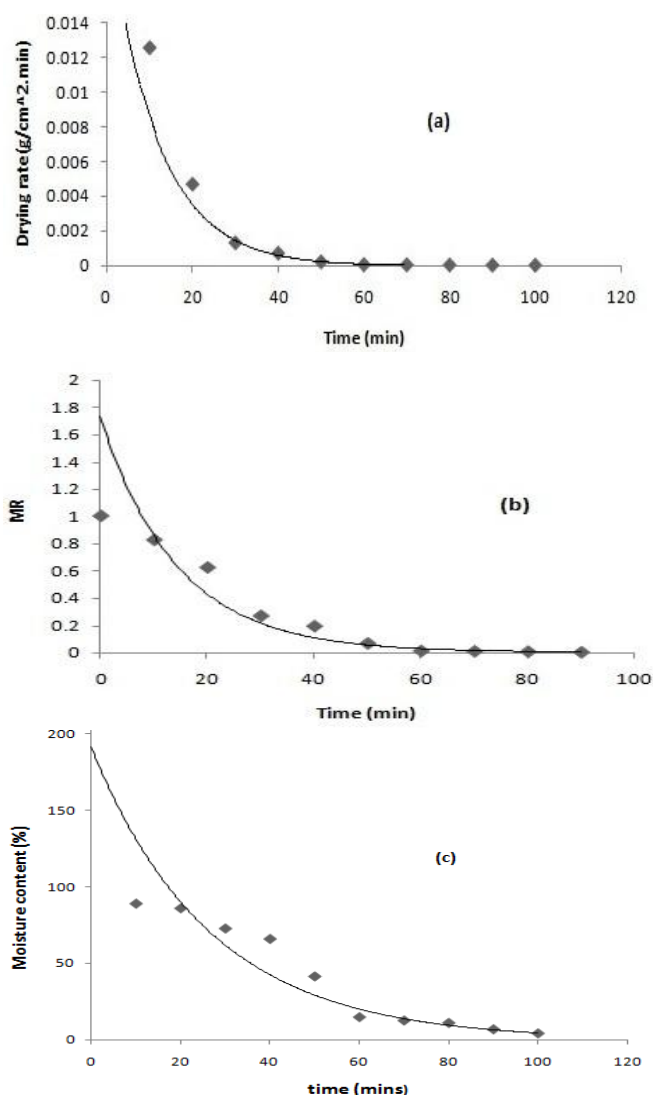 0.014
0.012
0.01
0.008
0.006
0.004
0.002
0
Drying rate(g/cm^2.min)
(a)
0 20 40 60 80 100 120
Time (min)
2
1.8
1.6
1.4
1.2
1
0.8
0.6
0.4
0.2
0
MR
(b)
0 20 40 60 80 100
Time (min)
200
150
100
50
0
Moisture content (%)
(c)
0 20 40 60 80 100 120
time (mins)